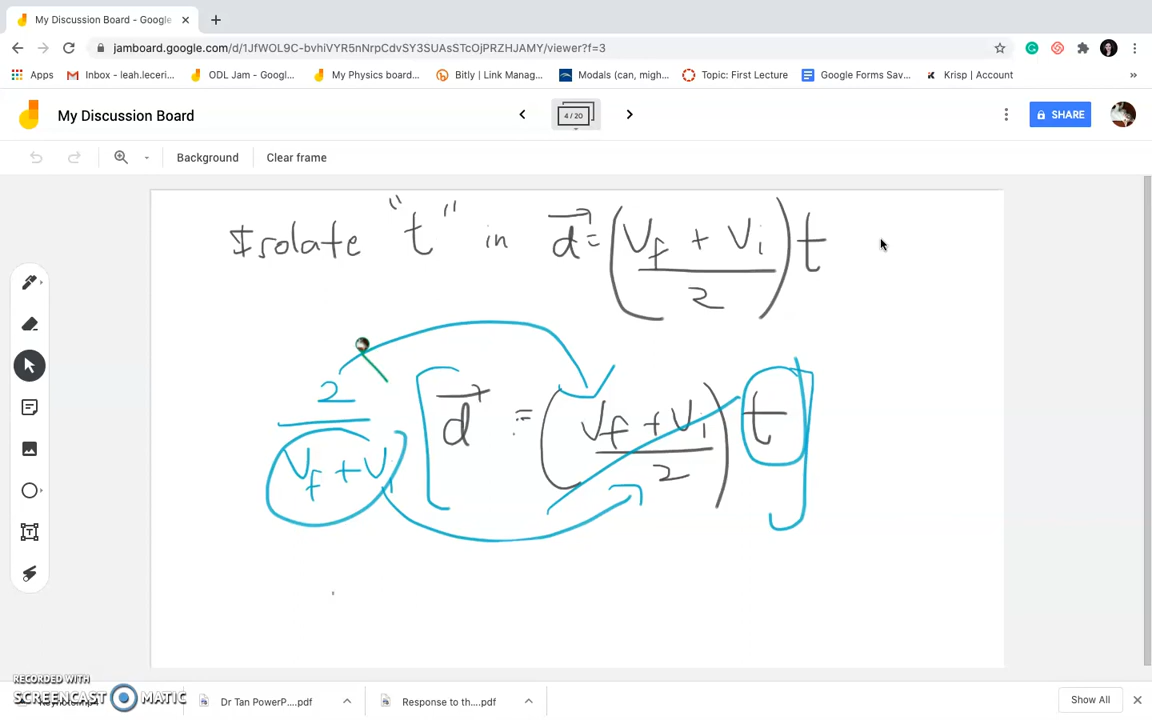 My Discussion Board - Google
jamboard.google.com/d/1JfWOL9C-bvhiVYR5nNrpCdvSY3SUAsSTcOjPRZHJAMY/viewer?f=3
Apps Inbox - leah.leceri... ODL Jam - Googl... My Physics board... Bitly | Link Manag... Modals (can, migh... Topic: First Lecture Google Forms Sav... Krisp | Account »
My Discussion Board 4 / 20 SHARE
Background Clear frame
Isolate "t" in d⃗ = (Vf + Vi / 2) t
2 / Vf + Vi [ d⃗ = (Vf + Vi / 2) t ]
RECORDED WITH
SCREENCAST MATIC
Dr Tan PowerP....pdf Response to th....pdf Show All